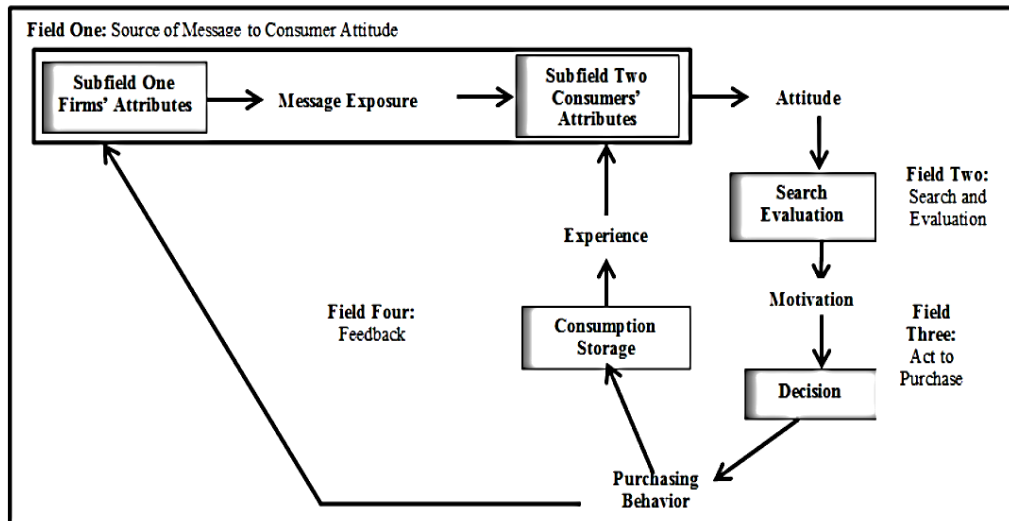 Field One: Source of Message to Consumer Attitude
Subfield One
Firms' Attributes
Message Exposure
Subfield Two
Consumers'
Attributes
Attitude
Search
Evaluation
Field Two:
Search and
Evaluation
Experience
Motivation
Field Four:
Feedback
Consumption
Storage
Field
Three:
Act to
Purchase
Decision
Purchasing
Behavior